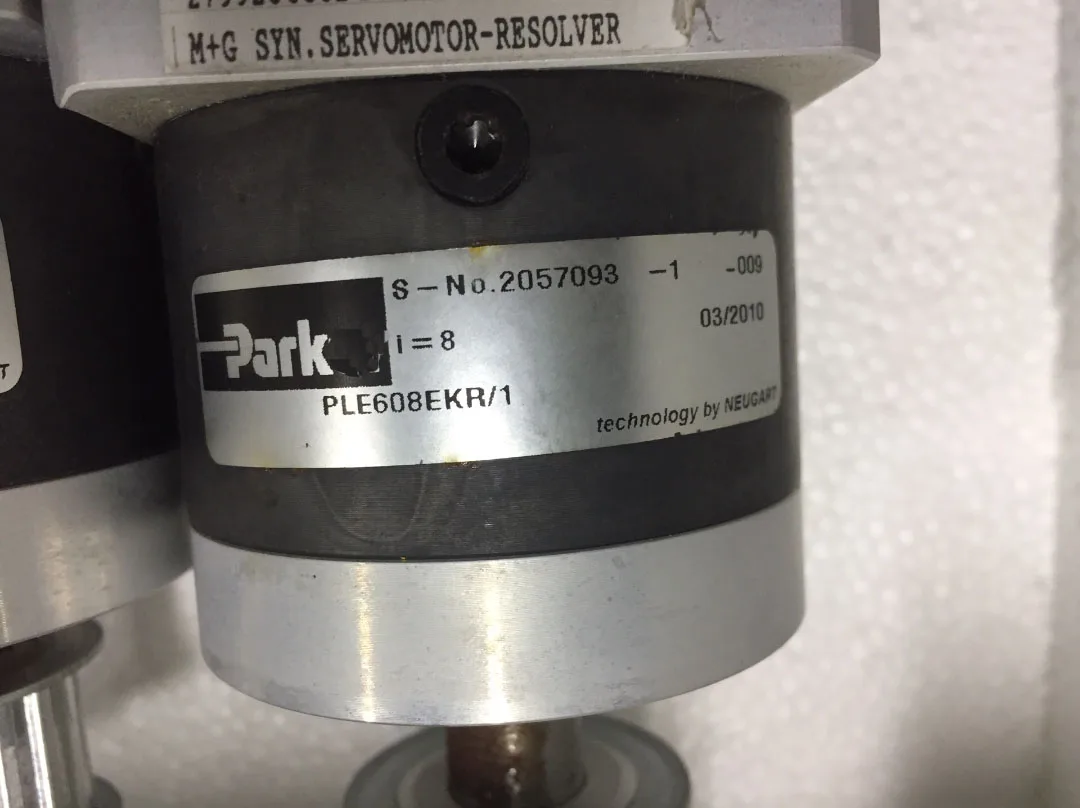 M+G SYN.SERVOMOTOR-RESOLVER
S-No.2057093 -1 -009
03/2010
Park
i=8
PLE608EKR/1
technology by NEUGART